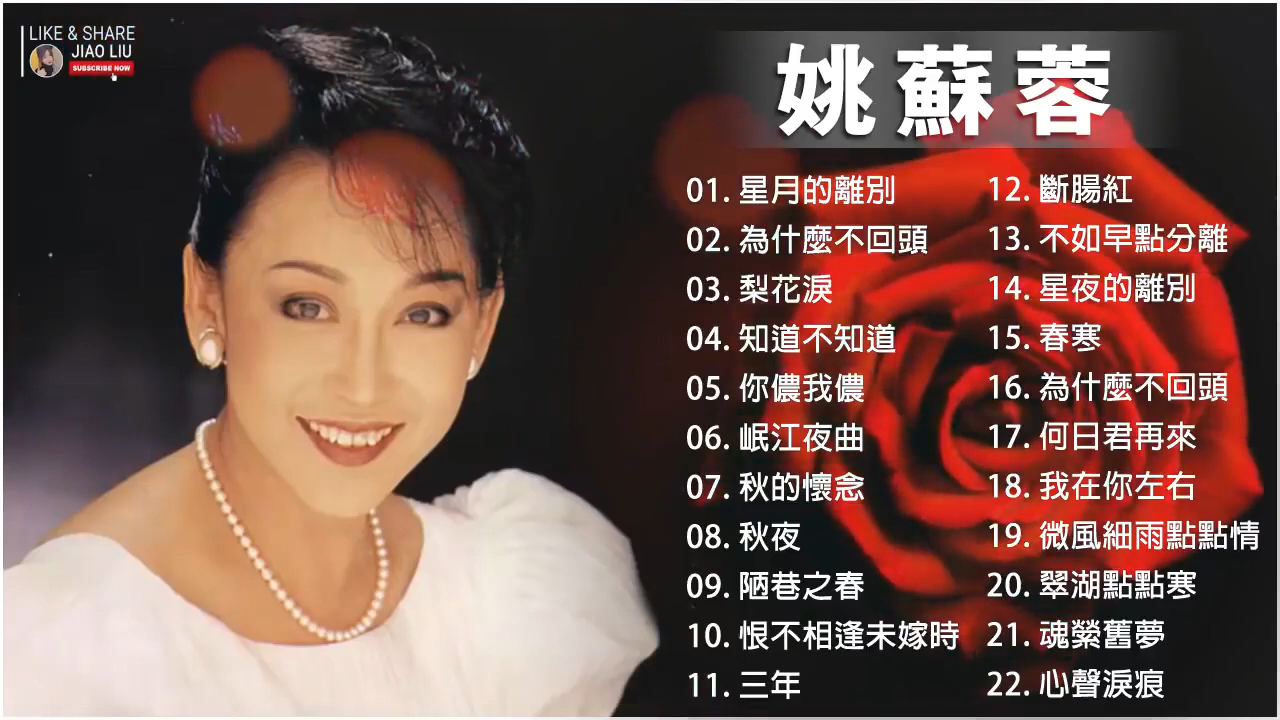 LIKE & SHARE
JIAO LIU
SUBSCRIBE NOW
姚蘇蓉
01. 星月的離別
02. 為什麼不回頭
03. 梨花淚
04. 知道不知道
05. 你儂我儂
06. 岷江夜曲
07. 秋的懷念
08. 秋夜
09. 陋巷之春
10. 恨不相逢未嫁時
11. 三年
12. 斷腸紅
13. 不如早點分離
14. 星夜的離別
15. 春寒
16. 為什麼不回頭
17. 何日君再來
18. 我在你左右
19. 微風細雨點點情
20. 翠湖點點寒
21. 魂縈舊夢
22. 心聲淚痕